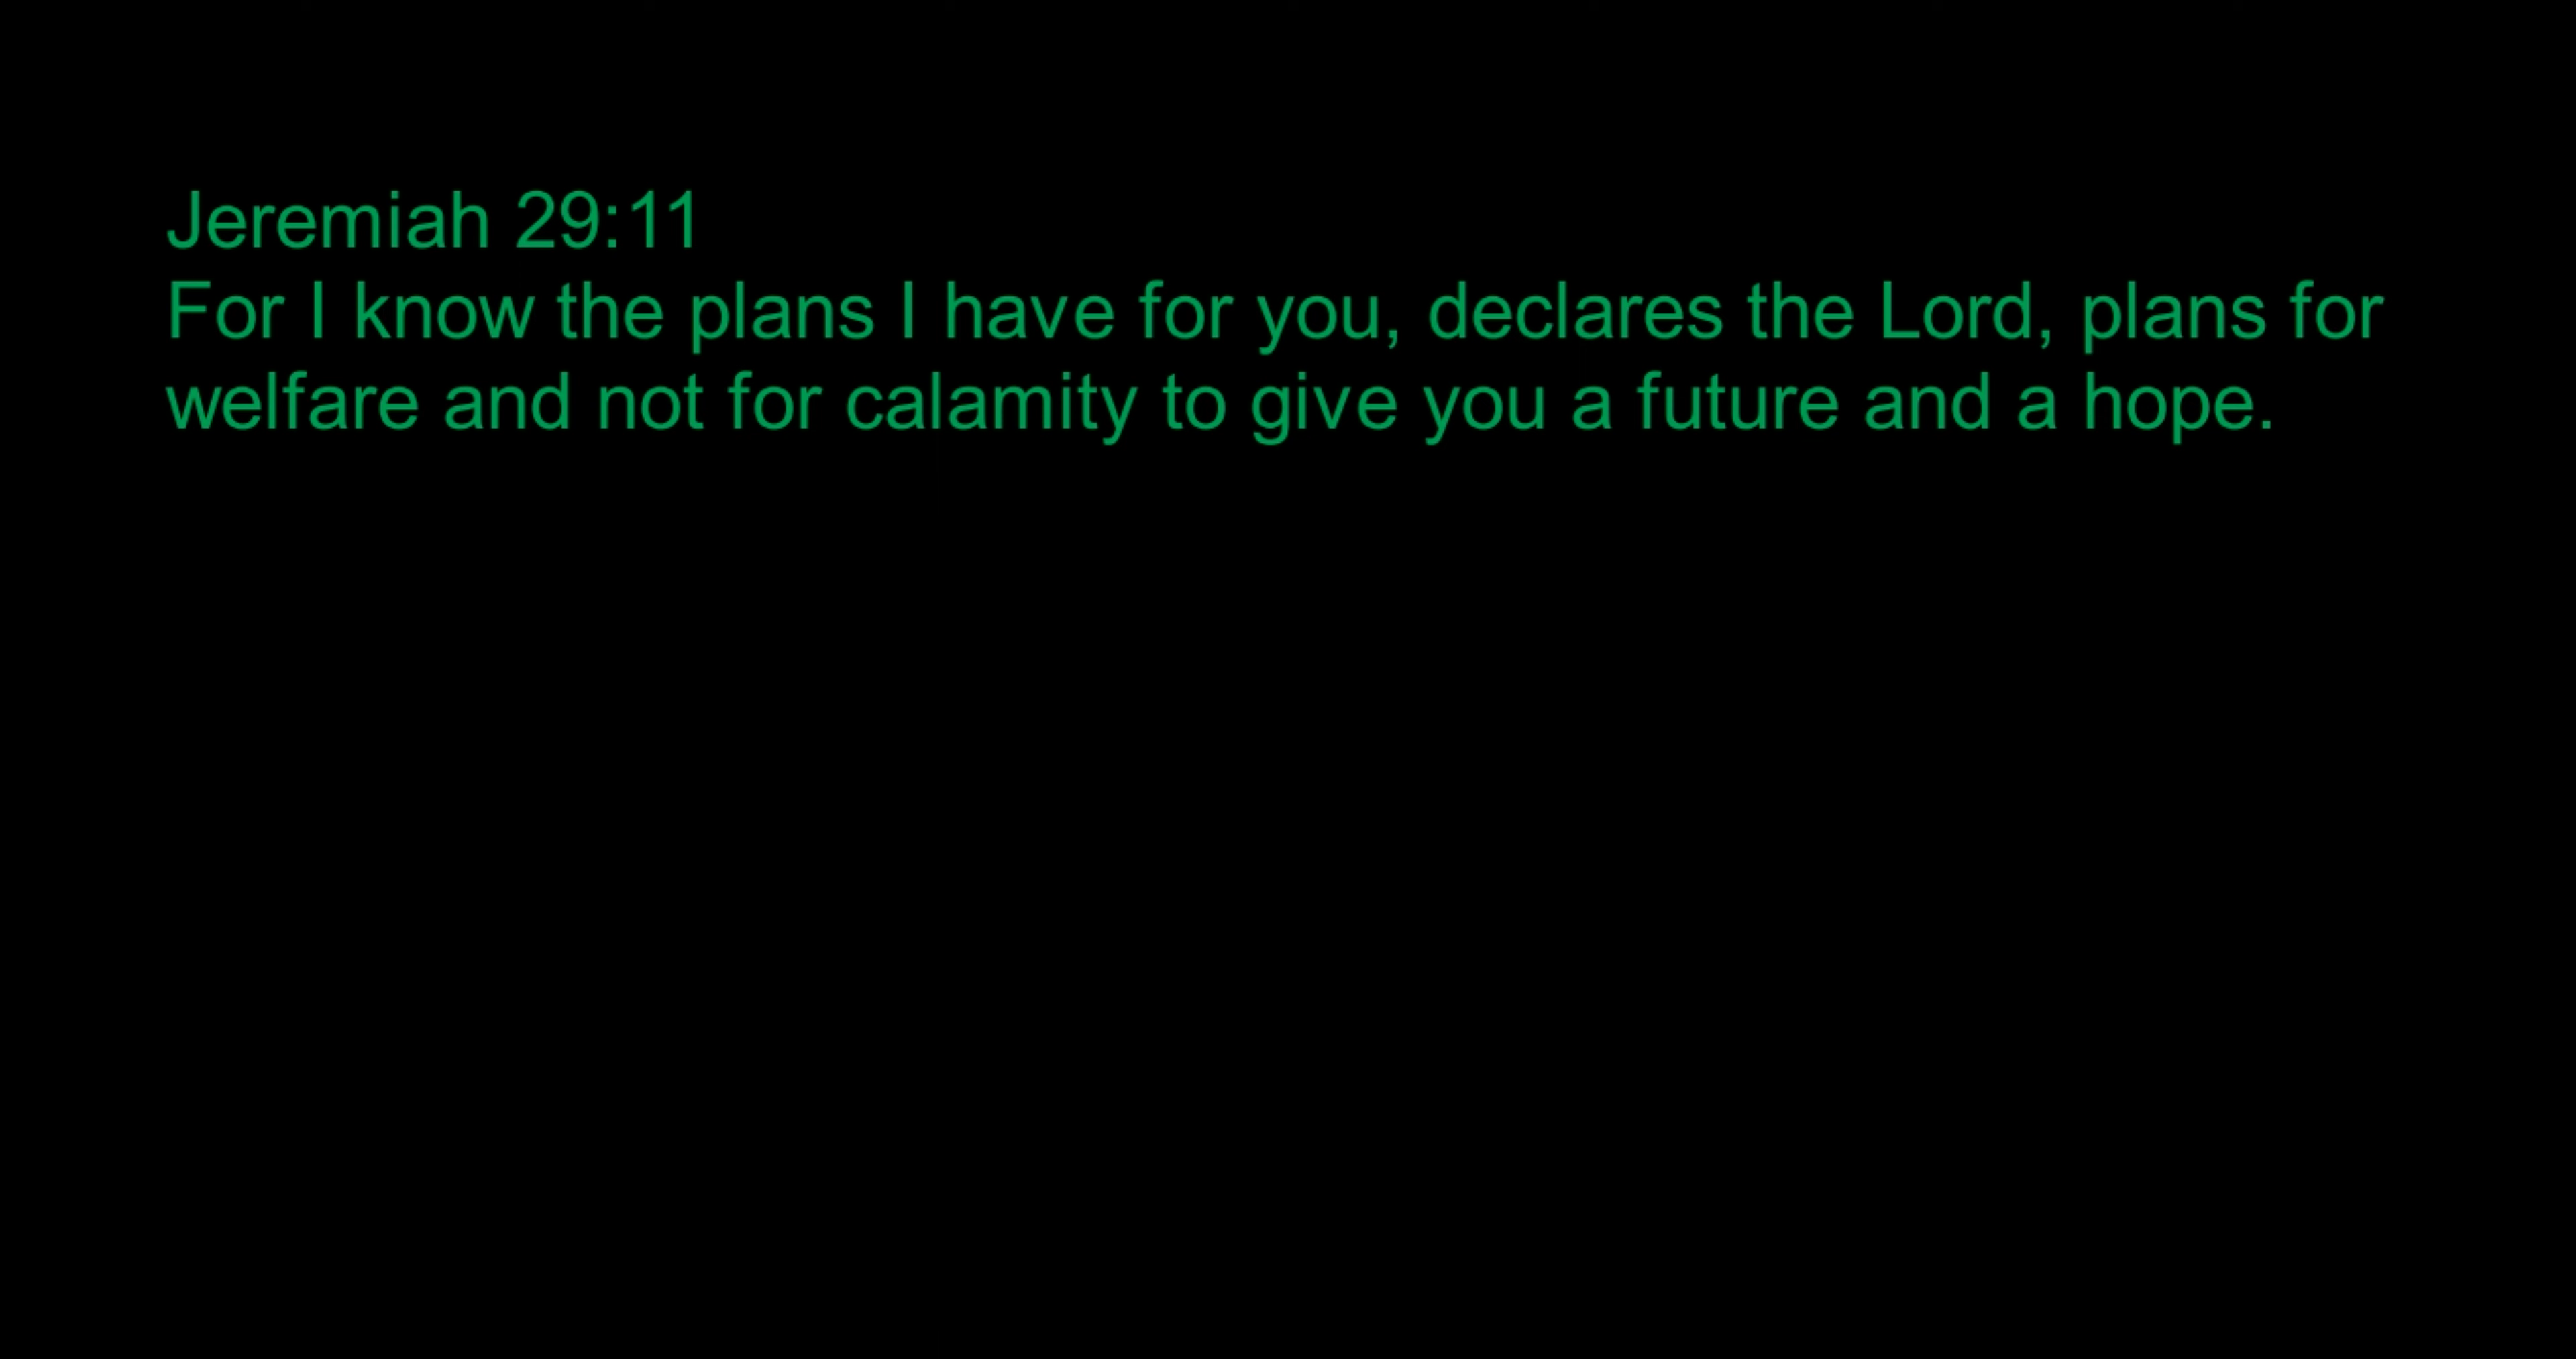 Jeremiah 29:11
For I know the plans I have for you, declares the Lord, plans for
welfare and not for calamity to give you a future and a hope.